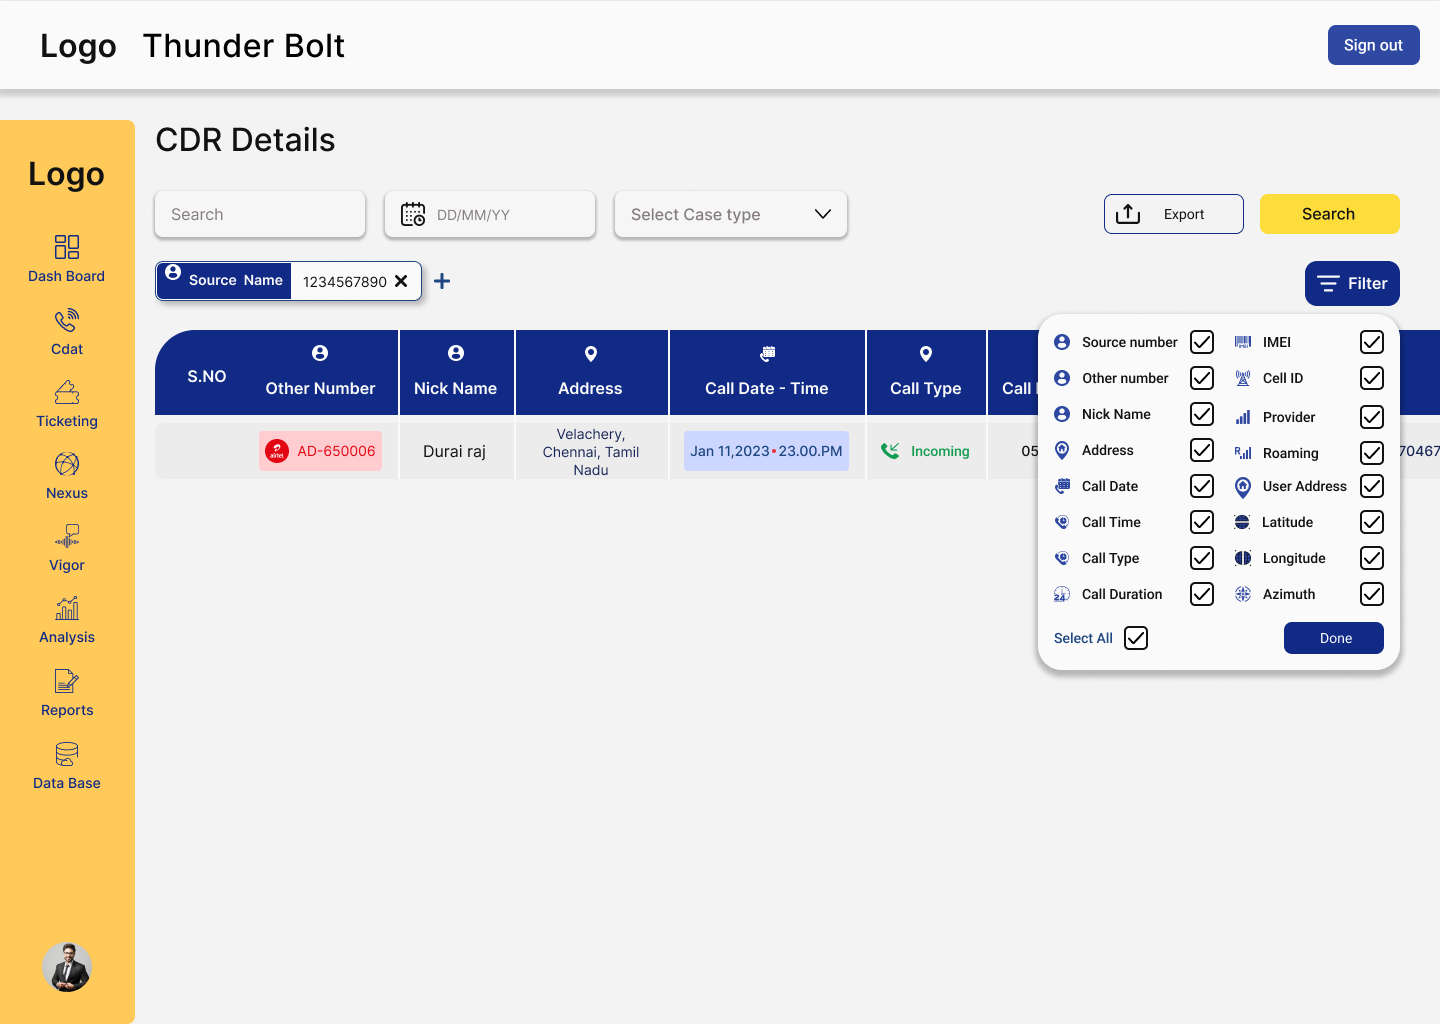 Logo Thunder Bolt
Sign out
Logo
Dash Board
Cdat
Ticketing
Nexus
Vigor
Analysis
Reports
Data Base
CDR Details
Search
DD/MM/YY
Select Case type
Export
Search
Source Name 1234567890
Filter
S.NO
Other Number
Nick Name
Address
Call Date - Time
Call Type
Call
airtel AD-650006
Durai raj
Velachery,
Chennai, Tamil
Nadu
Jan 11,2023•23.00.PM
Incoming
05
70467
Source number
IMEI
Other number
Cell ID
Nick Name
Provider
Address
R Roaming
Call Date
User Address
Call Time
Latitude
Call Type
Longitude
24 Call Duration
Azimuth
Select All
Done